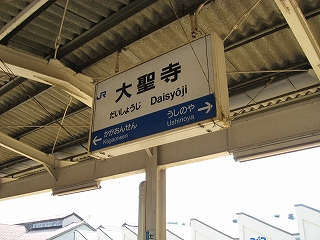 JR
大聖寺
だいしょうじ Daisyōji
かがおんせん
Kagaonsen
うしのや
Ushinoya